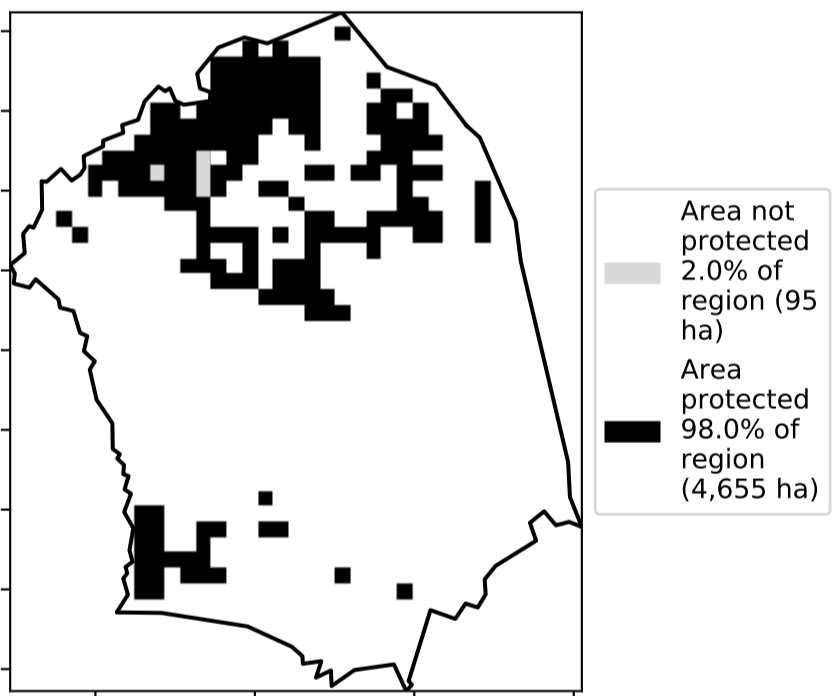 Area not
protected
2.0% of
region (95
ha)
Area
protected
98.0% of
region
(4,655 ha)